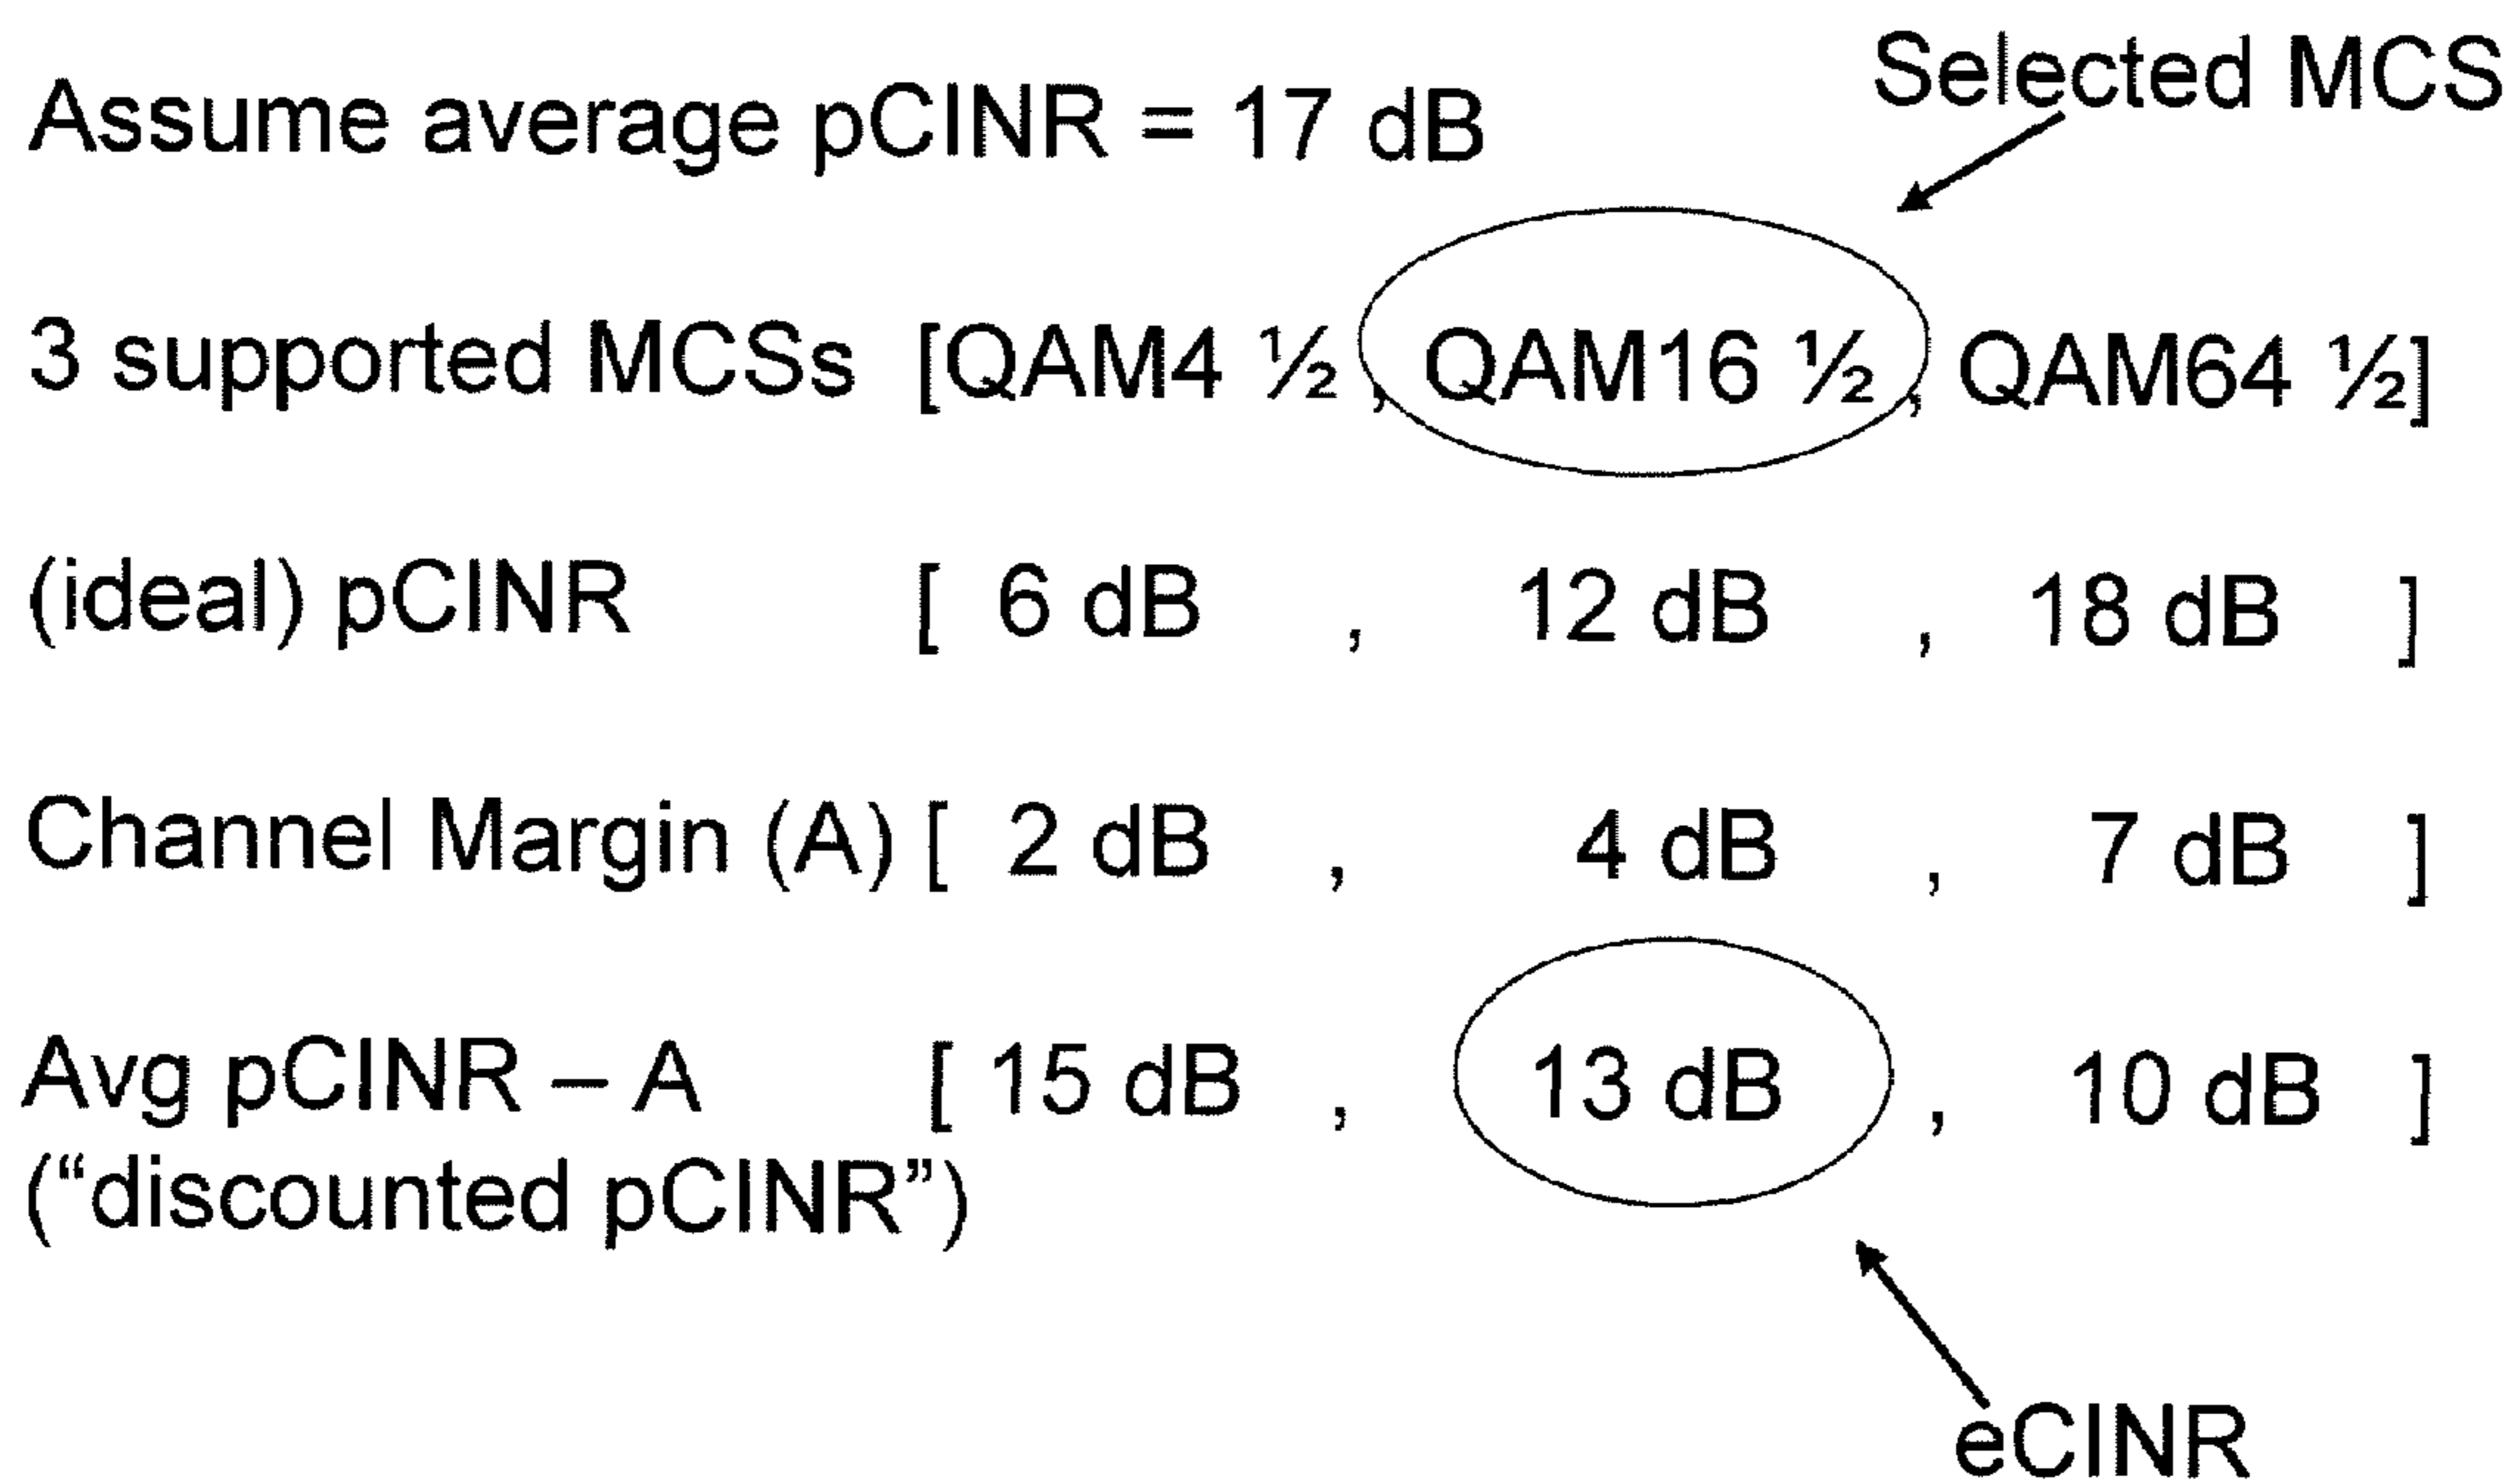 Selected MCS
Assume average pCINR = 17 dB
3 supported MCSs [QAM4 ½ , QAM16 ½ , QAM64 ½]
(ideal) pCINR [ 6 dB , 12 dB , 18 dB ]
Channel Margin (A) [ 2 dB , 4 dB , 7 dB ]
Avg pCINR – A [ 15 dB , 13 dB , 10 dB ]
(“discounted pCINR”)
eCINR